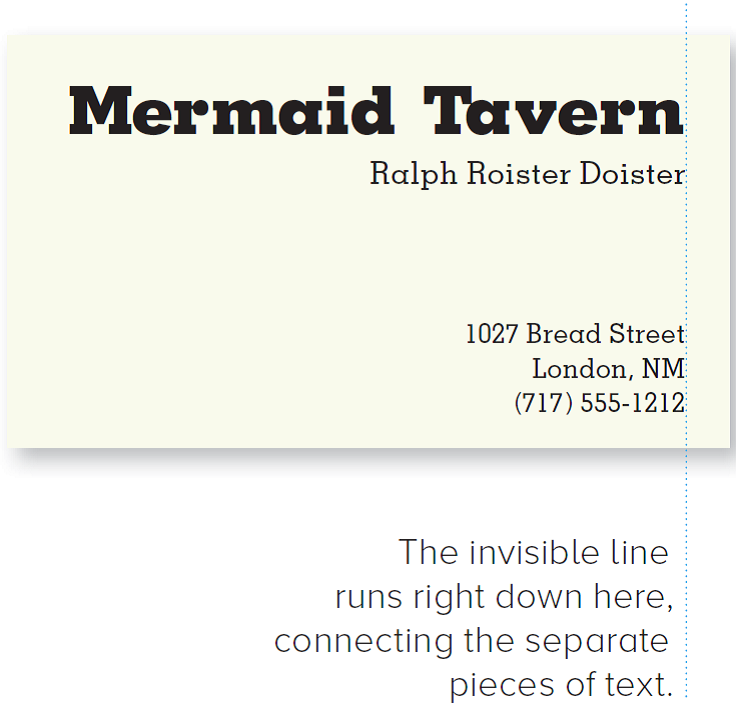 Mermaid Tavern
Ralph Roister Doister
1027 Bread Street
London, NM
(717) 555-1212
The invisible line
runs right down here,
connecting the separate
pieces of text.